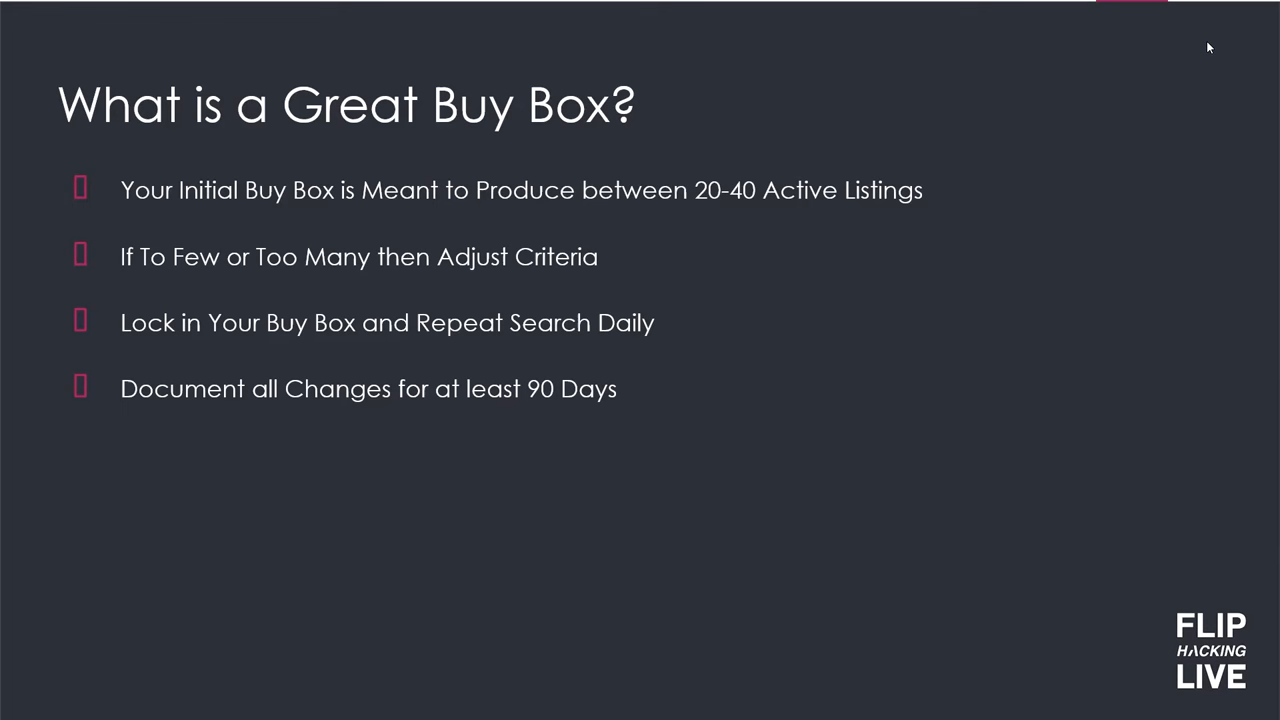 What is a Great Buy Box?
Your Initial Buy Box is Meant to Produce between 20-40 Active Listings
If To Few or Too Many then Adjust Criteria
Lock in Your Buy Box and Repeat Search Daily
Document all Changes for at least 90 Days
FLIP
HACKING
LIVE